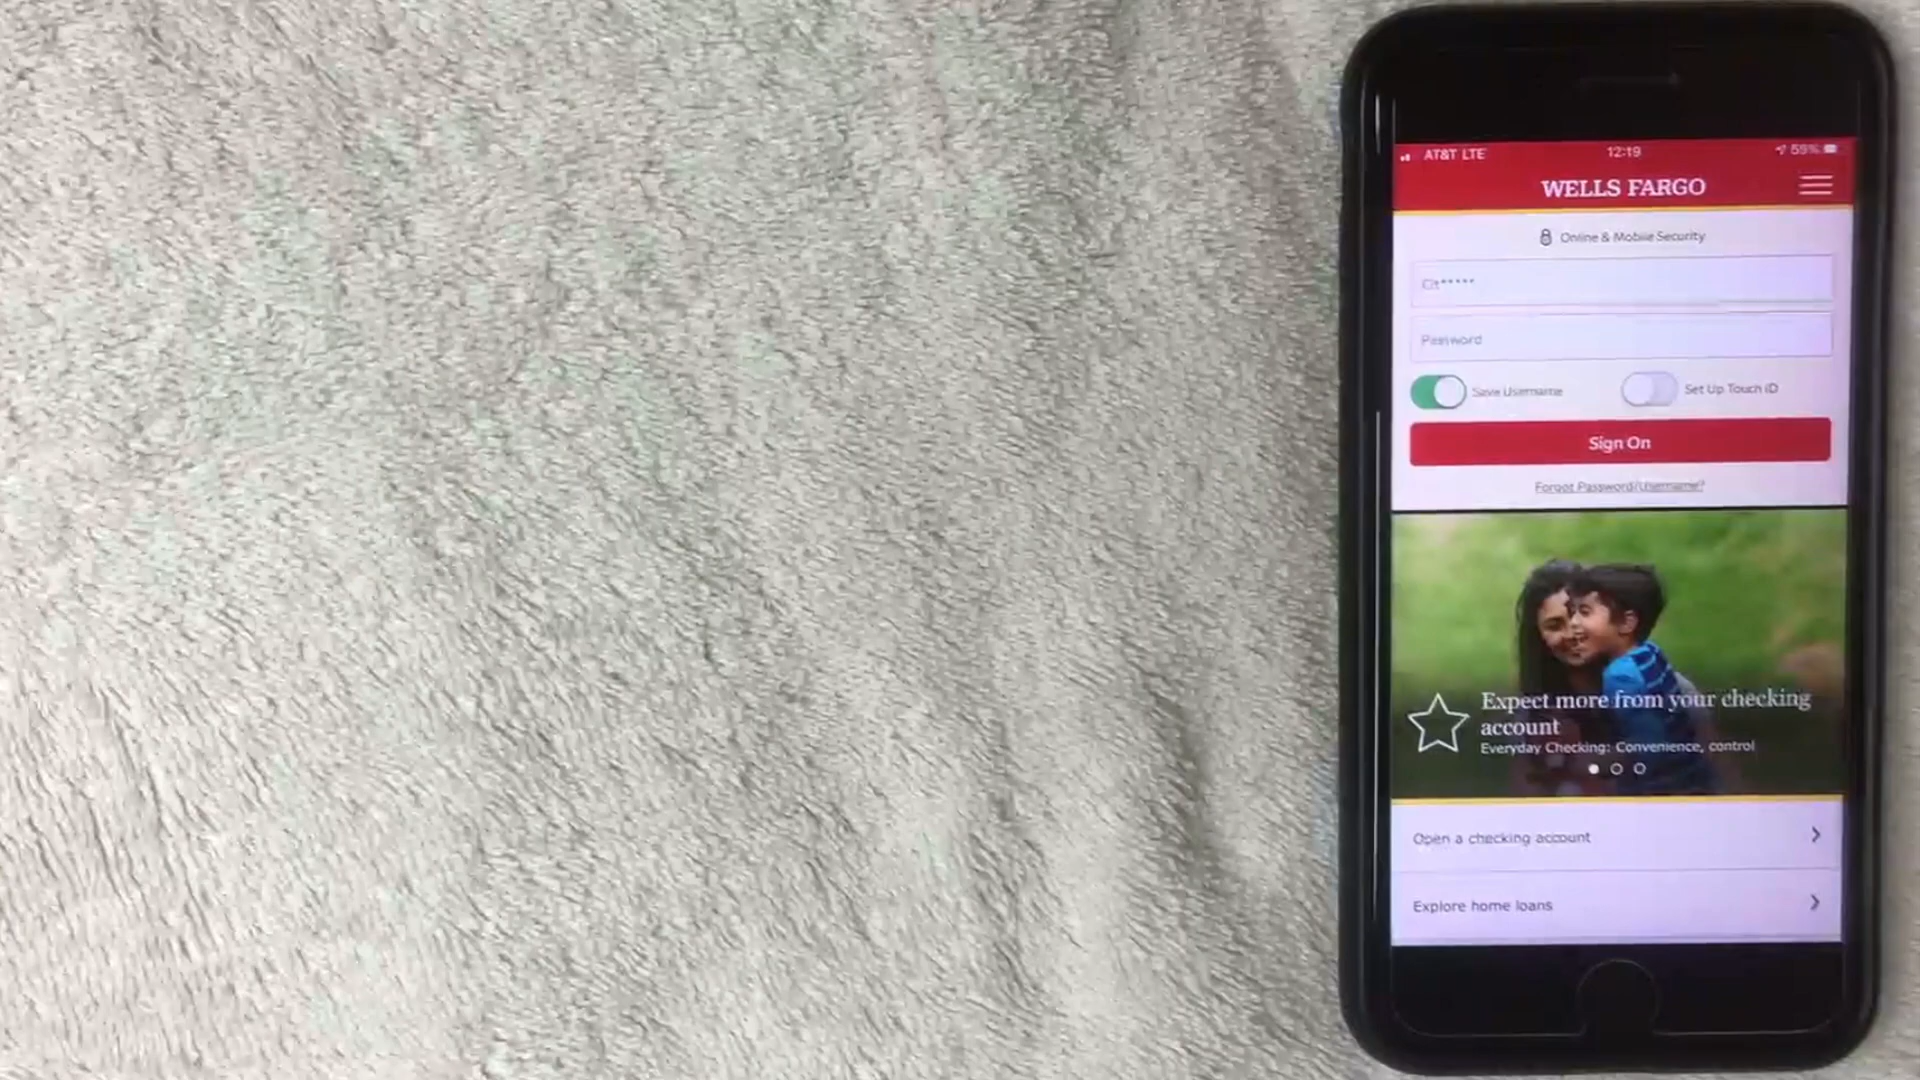 AT&T LTE 12:19 59%
WELLS FARGO
Online & Mobile Security
Cit*****
Password
Save Username Set Up Touch ID
Sign On
Forgot Password/Username?
Expect more from your checking
account
Everyday Checking: Convenience, control
Open a checking account
Explore home loans